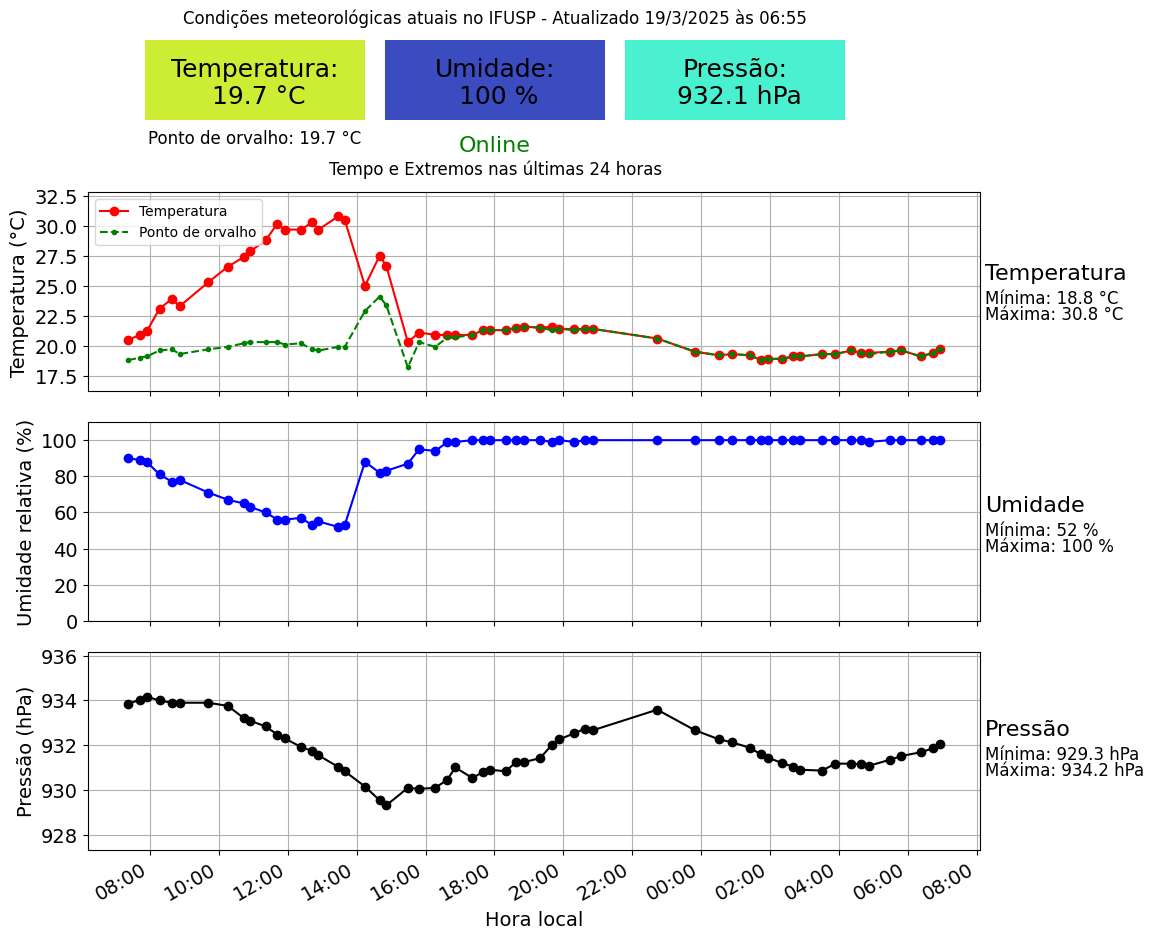 Condições meteorológicas atuais no IFUSP - Atualizado 19/3/2025 às 06:55
Temperatura:
19.7 °C
Umidade:
100 %
Pressão:
932.1 hPa
Ponto de orvalho: 19.7 °C
Online
Tempo e Extremos nas últimas 24 horas
Temperatura (°C)
32.5
30.0
27.5
25.0
22.5
20.0
17.5
Temperatura
Ponto de orvalho
Temperatura
Mínima: 18.8 °C
Máxima: 30.8 °C
Umidade relativa (%)
100
80
60
40
20
0
Umidade
Mínima: 52 %
Máxima: 100 %
Pressão (hPa)
936
934
932
930
928
Pressão
Mínima: 929.3 hPa
Máxima: 934.2 hPa
08:00
10:00
12:00
14:00
16:00
18:00
20:00
22:00
00:00
02:00
04:00
06:00
08:00
Hora local